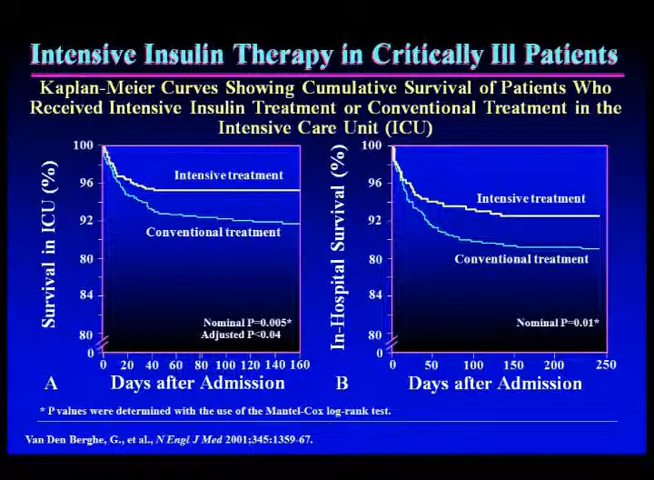 Intensive Insulin Therapy in Critically Ill Patients
Kaplan-Meier Curves Showing Cumulative Survival of Patients Who
Received Intensive Insulin Treatment or Conventional Treatment in the
Intensive Care Unit (ICU)
Survival in ICU (%)
100
96
92
88
84
80
0
Intensive treatment
Conventional treatment
Nominal P=0.005*
Adjusted P<0.04
0 20 40 60 80 100 120 140 160
A Days after Admission
In-Hospital Survival (%)
100
96
92
80
84
80
0
Intensive treatment
Conventional treatment
Nominal P=0.01*
0 50 100 150 200 250
B Days after Admission
* P values were determined with the use of the Mantel-Cox log-rank test.
Van Den Berghe, G., et al., N Engl J Med 2001;345:1359-67.